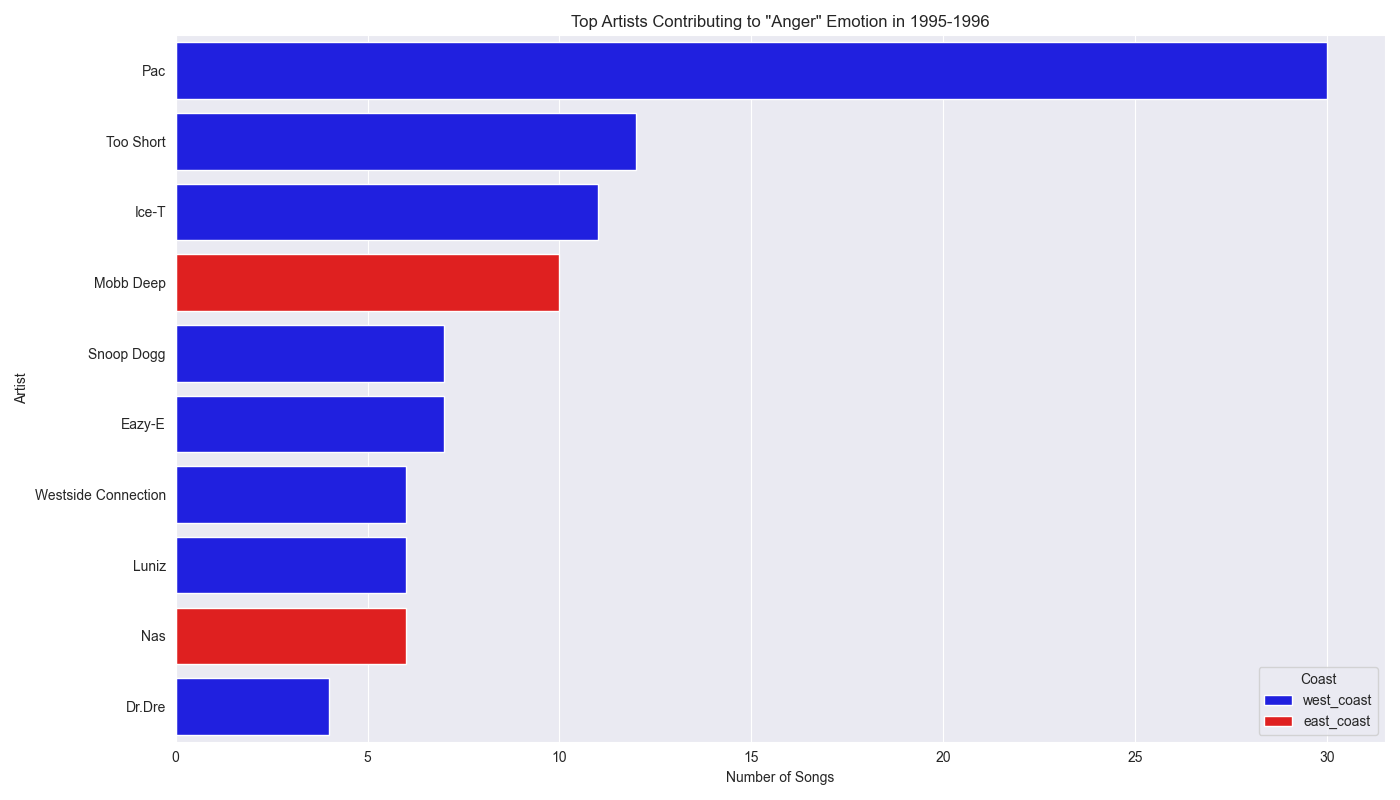 Top Artists Contributing to "Anger" Emotion in 1995-1996
Artist
Pac
Too Short
Ice-T
Mobb Deep
Snoop Dogg
Eazy-E
Westside Connection
Luniz
Nas
Dr.Dre
Coast
west_coast
east_coast
0 5 10 15 20 25 30
Number of Songs